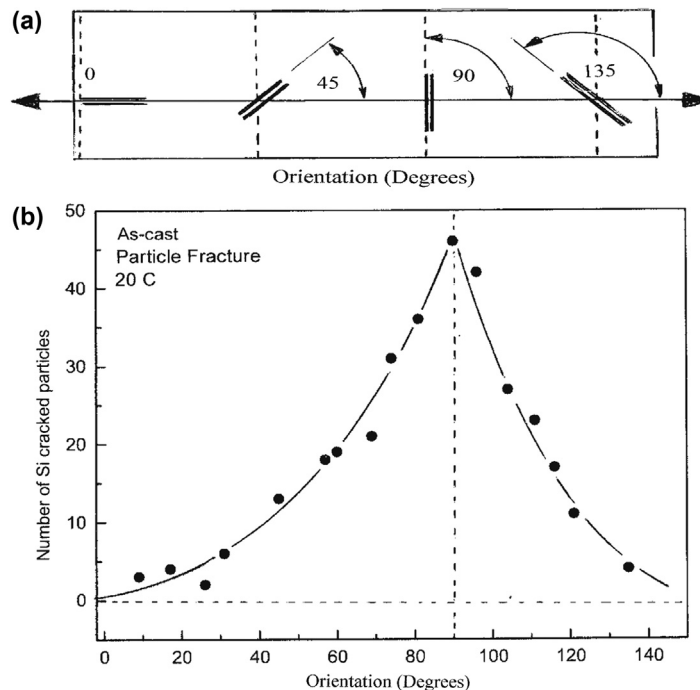 (a)
0
45
90
135
Orientation (Degrees)
(b)
50
As-cast
Particle Fracture
20 C
40
30
20
10
0
Number of Si cracked particles
0 20 40 60 80 100 120 140
Orientation (Degrees)